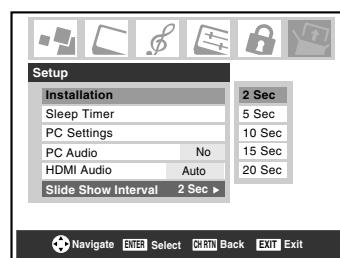 Setup
Installation
Sleep Timer
PC Settings
PC Audio No
HDMI Audio Auto
Slide Show Interval 2 Sec ►
2 Sec
5 Sec
10 Sec
15 Sec
20 Sec
Navigate ENTER Select CH RTN Back EXIT Exit